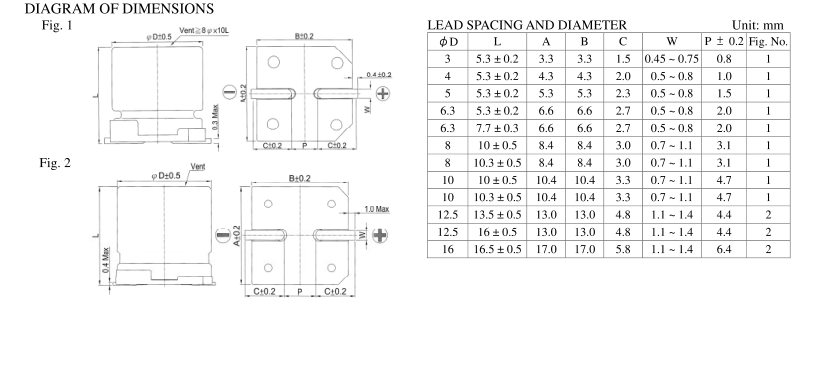 DIAGRAM OF DIMENSIONS
Fig. 1
Vent≧8φ×10L
φD±0.5
L
0.3 Max
B±0.2
A±0.2
0.4±0.2
W
C±0.2 P C±0.2
Fig. 2
Vent
φD±0.5
L
0.4 Max
B±0.2
A±0.2
1.0 Max
W
C±0.2 P C±0.2
LEAD SPACING AND DIAMETER Unit: mm
φD L A B C W P ± 0.2 Fig. No.
3 5.3 ± 0.2 3.3 3.3 1.5 0.45 ~ 0.75 0.8 1
4 5.3 ± 0.2 4.3 4.3 2.0 0.5 ~ 0.8 1.0 1
5 5.3 ± 0.2 5.3 5.3 2.3 0.5 ~ 0.8 1.5 1
6.3 5.3 ± 0.2 6.6 6.6 2.7 0.5 ~ 0.8 2.0 1
6.3 7.7 ± 0.3 6.6 6.6 2.7 0.5 ~ 0.8 2.0 1
8 10 ± 0.5 8.4 8.4 3.0 0.7 ~ 1.1 3.1 1
8 10.3 ± 0.5 8.4 8.4 3.0 0.7 ~ 1.1 3.1 1
10 10 ± 0.5 10.4 10.4 3.3 0.7 ~ 1.1 4.7 1
10 10.3 ± 0.5 10.4 10.4 3.3 0.7 ~ 1.1 4.7 1
12.5 13.5 ± 0.5 13.0 13.0 4.8 1.1 ~ 1.4 4.4 2
12.5 16 ± 0.5 13.0 13.0 4.8 1.1 ~ 1.4 4.4 2
16 16.5 ± 0.5 17.0 17.0 5.8 1.1 ~ 1.4 6.4 2